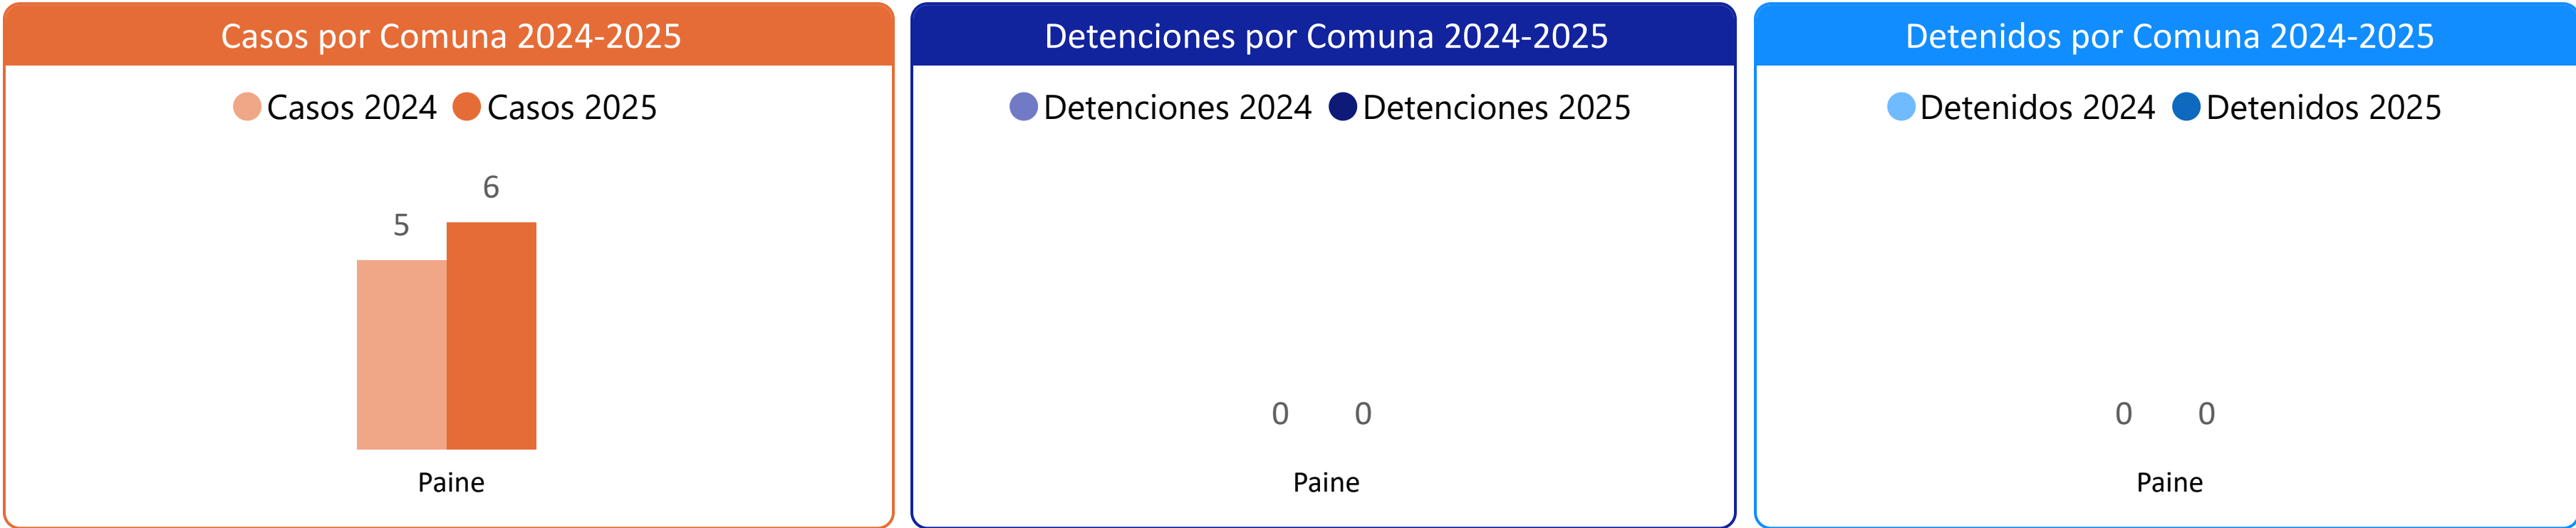 Casos por Comuna 2024-2025
Casos 2024 Casos 2025
5
6
Paine
Detenciones por Comuna 2024-2025
Detenciones 2024 Detenciones 2025
0 0
Paine
Detenidos por Comuna 2024-2025
Detenidos 2024 Detenidos 2025
0 0
Paine